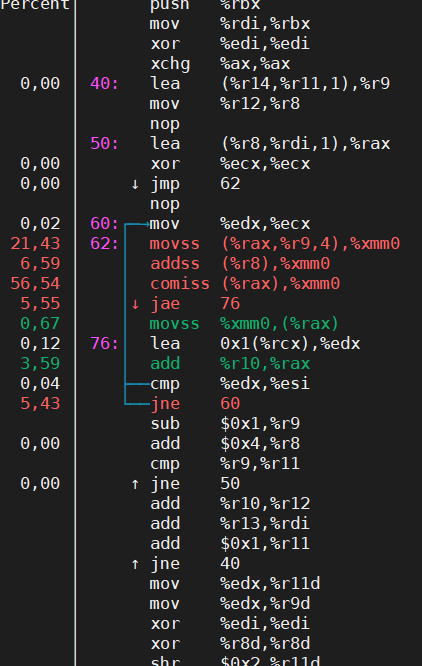 Percent push %rbx
mov %rdi,%rbx
xor %edi,%edi
xchg %ax,%ax
0,00 40: lea (%r14,%r11,1),%r9
mov %r12,%r8
nop
50: lea (%r8,%rdi,1),%rax
0,00 xor %ecx,%ecx
0,00 ↓ jmp 62
nop
0,02 60: mov %edx,%ecx
21,43 62: movss (%rax,%r9,4),%xmm0
6,59 addss (%r8),%xmm0
56,54 comiss (%rax),%xmm0
5,55 ↓ jae 76
0,67 movss %xmm0,(%rax)
0,12 76: lea 0x1(%rcx),%edx
3,59 add %r10,%rax
0,04 cmp %edx,%esi
5,43 jne 60
sub $0x1,%r9
0,00 add $0x4,%r8
cmp %r9,%r11
0,00 ↑ jne 50
add %r10,%r12
add %r13,%rdi
add $0x1,%r11
↑ jne 40
mov %edx,%r11d
mov %edx,%r9d
xor %edi,%edi
xor %r8d,%r8d
shr $0x2,%r11d